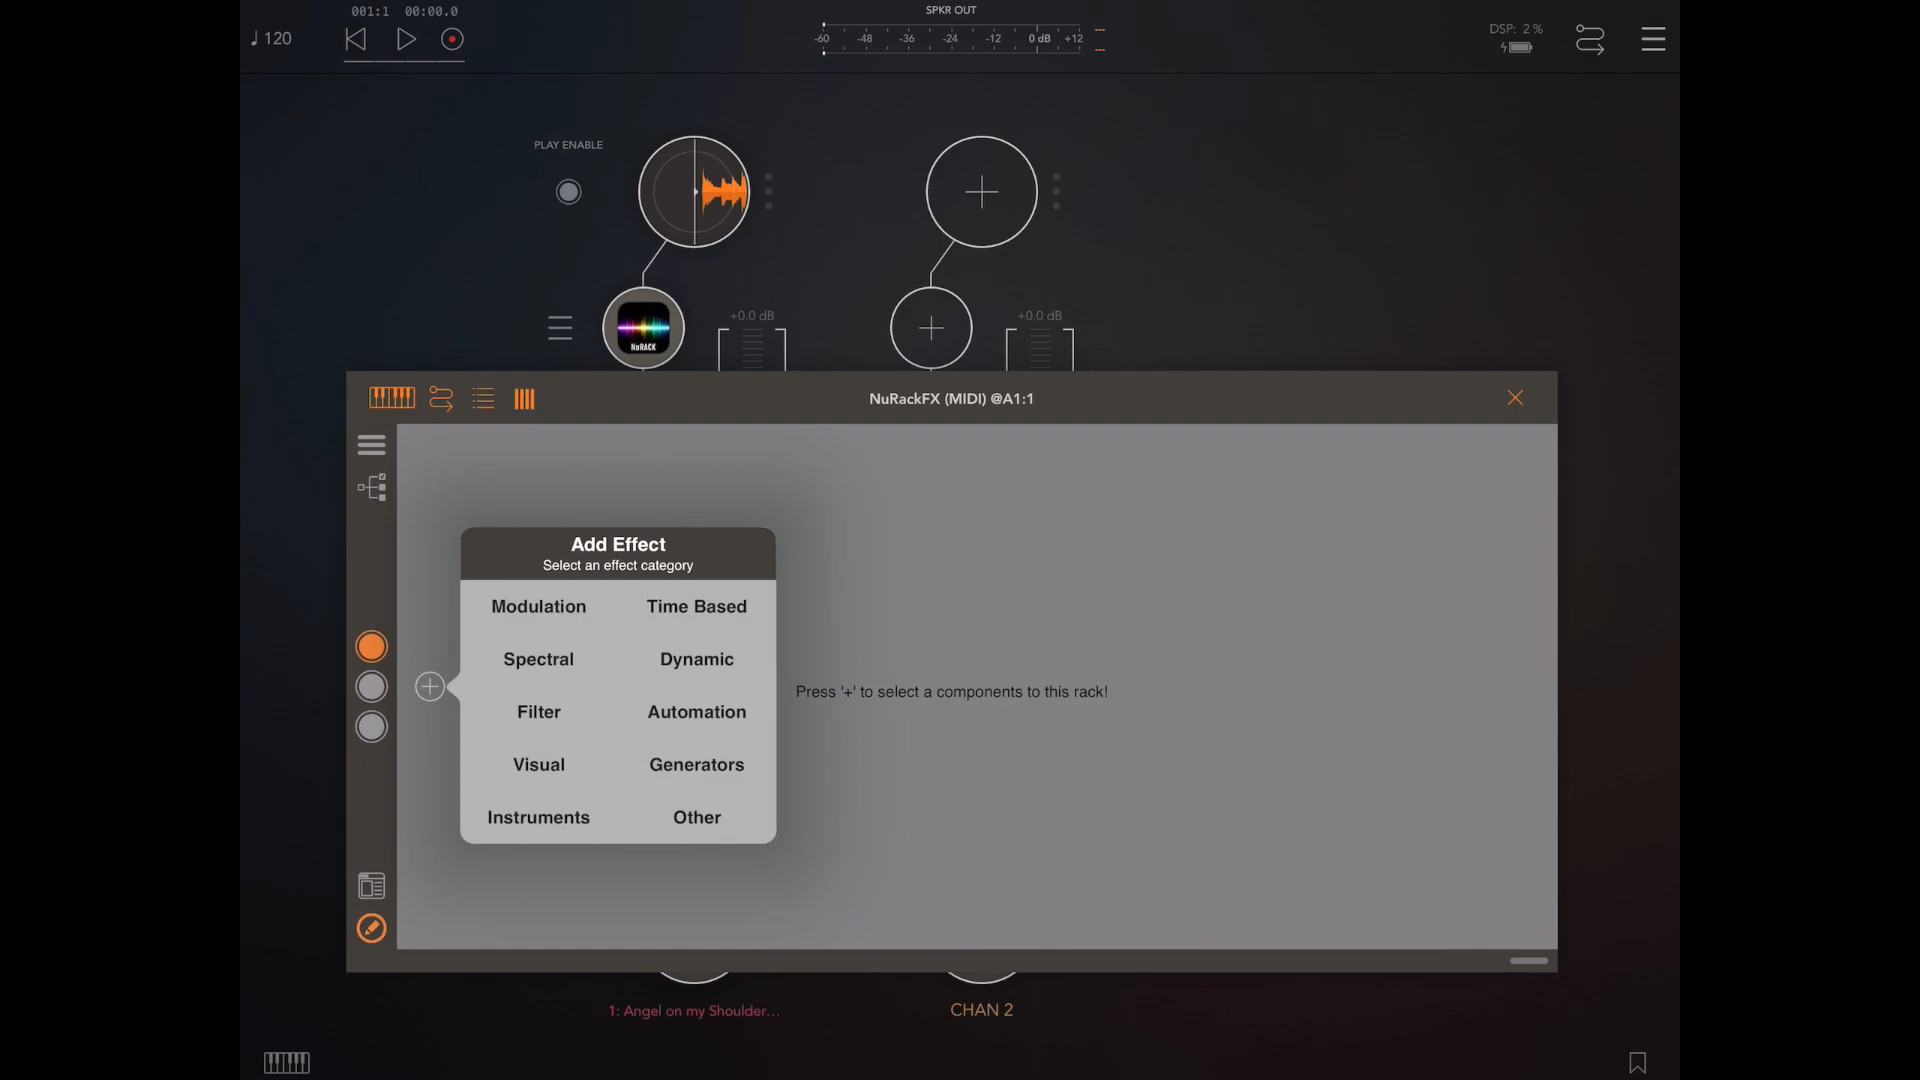 001:1 00:00.0
SPKR OUT
♩ 120
-60 -48 -36 -24 -12 0 dB +12
DSP: 2 %
PLAY ENABLE
+0.0 dB
+0.0 dB
NuRACK
NuRackFX (MIDI) @A1:1
Add Effect
Select an effect category
Modulation Time Based
Spectral Dynamic
Filter Automation
Visual Generators
Instruments Other
Press '+' to select a components to this rack!
1: Angel on my Shoulder...
CHAN 2